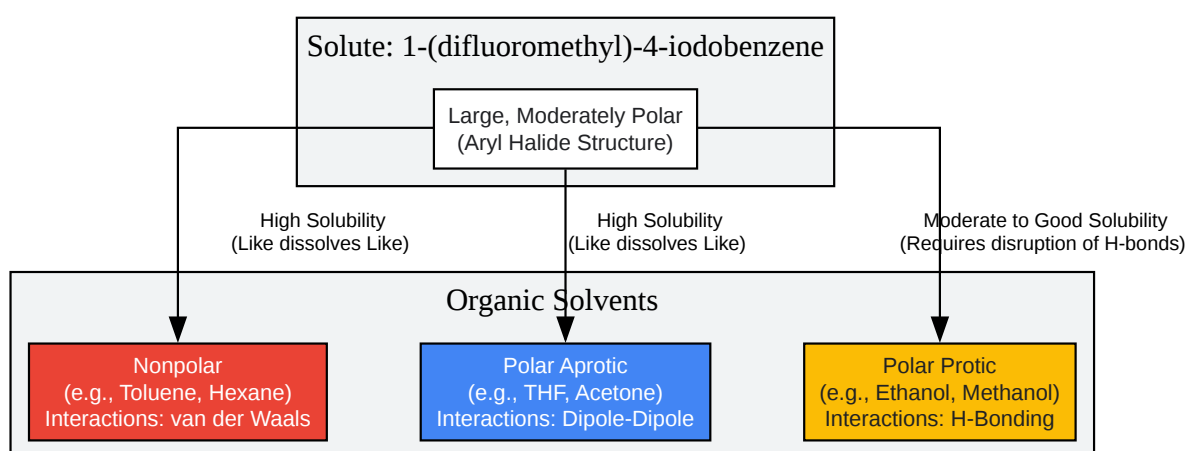 Solute: 1-(difluoromethyl)-4-iodobenzene
Large, Moderately Polar
(Aryl Halide Structure)
High Solubility
(Like dissolves Like)
High Solubility
(Like dissolves Like)
Moderate to Good Solubility
(Requires disruption of H-bonds)
Organic Solvents
Nonpolar
(e.g., Toluene, Hexane)
Interactions: van der Waals
Polar Aprotic
(e.g., THF, Acetone)
Interactions: Dipole-Dipole
Polar Protic
(e.g., Ethanol, Methanol)
Interactions: H-Bonding